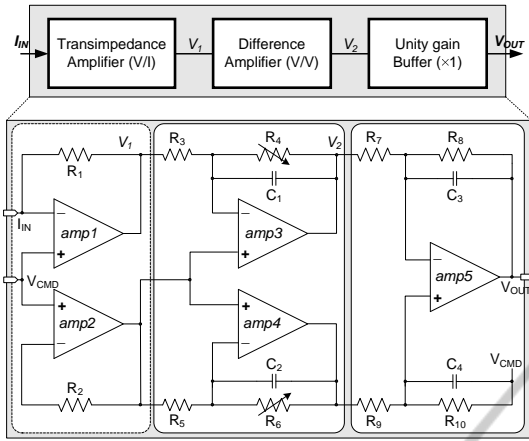 I_IN
Transimpedance
Amplifier (V/I)
V_1
Difference
Amplifier (V/V)
V_2
Unity gain
Buffer (×1)
V_OUT
V_1
R_3
R_4
V_2
R_7
R_8
R_1
C_1
C_3
I_IN
amp1
amp3
V_CMD
amp5
V_OUT
amp2
amp4
R_2
C_2
C_4
V_CMD
R_5
R_6
R_9
R_10